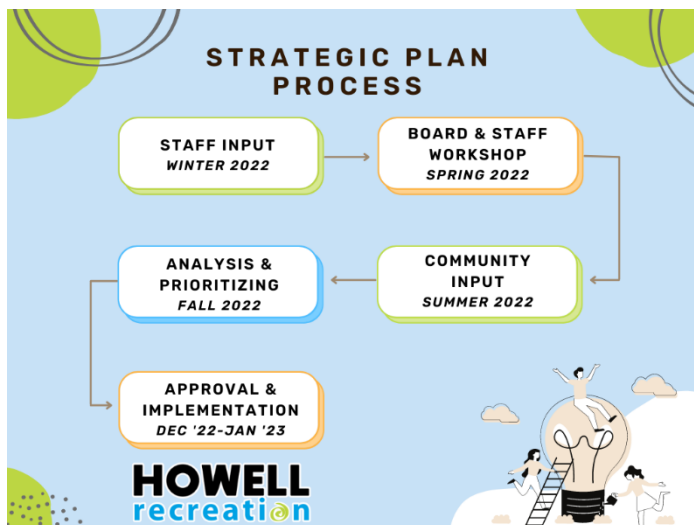 STRATEGIC PLAN
PROCESS
STAFF INPUT
WINTER 2022
BOARD & STAFF
WORKSHOP
SPRING 2022
COMMUNITY
INPUT
SUMMER 2022
ANALYSIS &
PRIORITIZING
FALL 2022
APPROVAL &
IMPLEMENTATION
DEC '22-JAN '23
HOWELL
recreation